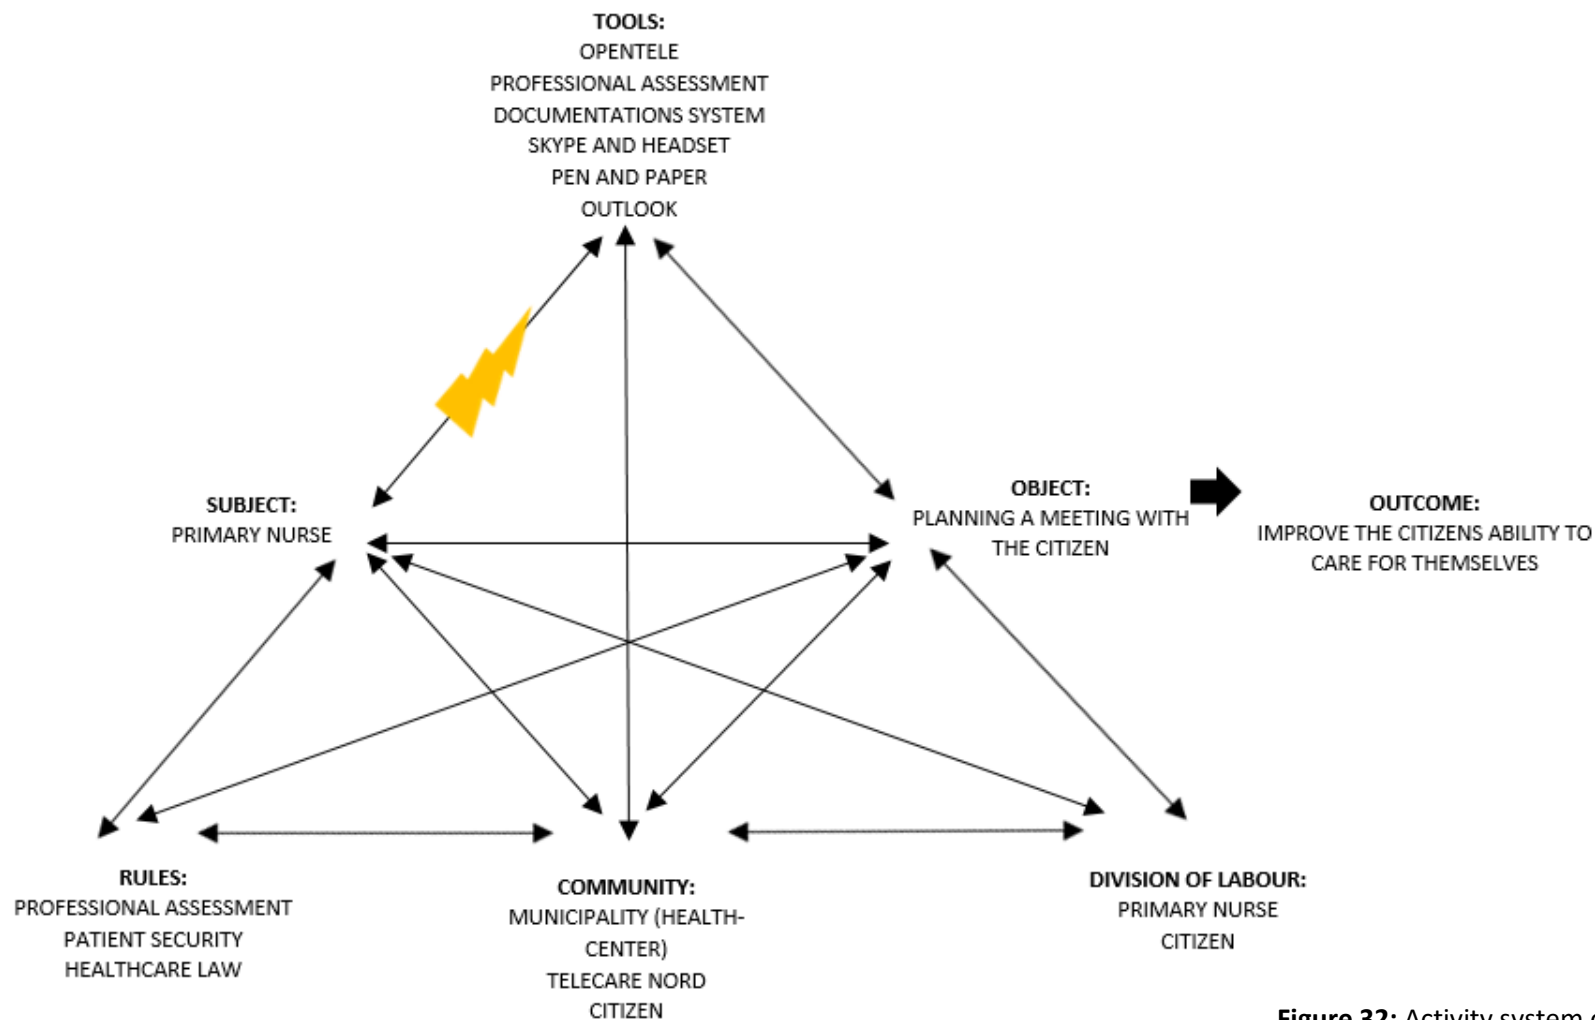 TOOLS:
OPENTELE
PROFESSIONAL ASSESSMENT
DOCUMENTATIONS SYSTEM
SKYPE AND HEADSET
PEN AND PAPER
OUTLOOK
SUBJECT:
PRIMARY NURSE
OBJECT:
PLANNING A MEETING WITH
THE CITIZEN
OUTCOME:
IMPROVE THE CITIZENS ABILITY TO
CARE FOR THEMSELVES
RULES:
PROFESSIONAL ASSESSMENT
PATIENT SECURITY
HEALTHCARE LAW
COMMUNITY:
MUNICIPALITY (HEALTH-
CENTER)
TELECARE NORD
CITIZEN
DIVISION OF LABOUR:
PRIMARY NURSE
CITIZEN
Figure 32: Activity system